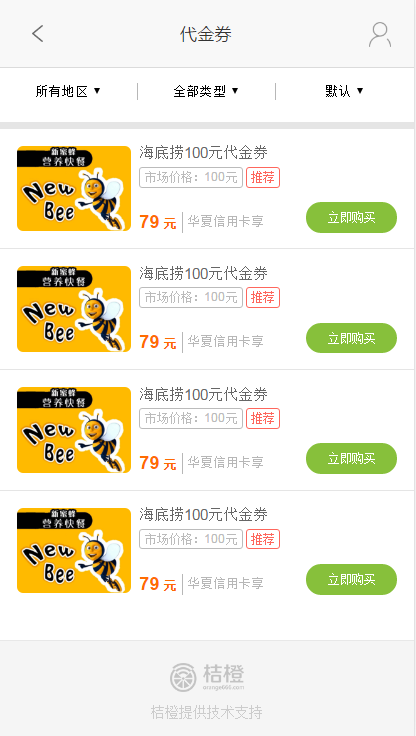 代金券
所有地区 ▼ 全部类型 ▼ 默认 ▼
新蜜蜂
营养快餐
New
Bee
海底捞100元代金券
市场价格：100元 推荐
79 元 华夏信用卡享
立即购买
新蜜蜂
营养快餐
New
Bee
海底捞100元代金券
市场价格：100元 推荐
79 元 华夏信用卡享
立即购买
新蜜蜂
营养快餐
New
Bee
海底捞100元代金券
市场价格：100元 推荐
79 元 华夏信用卡享
立即购买
新蜜蜂
营养快餐
New
Bee
海底捞100元代金券
市场价格：100元 推荐
79 元 华夏信用卡享
立即购买
桔橙
桔橙提供技术支持